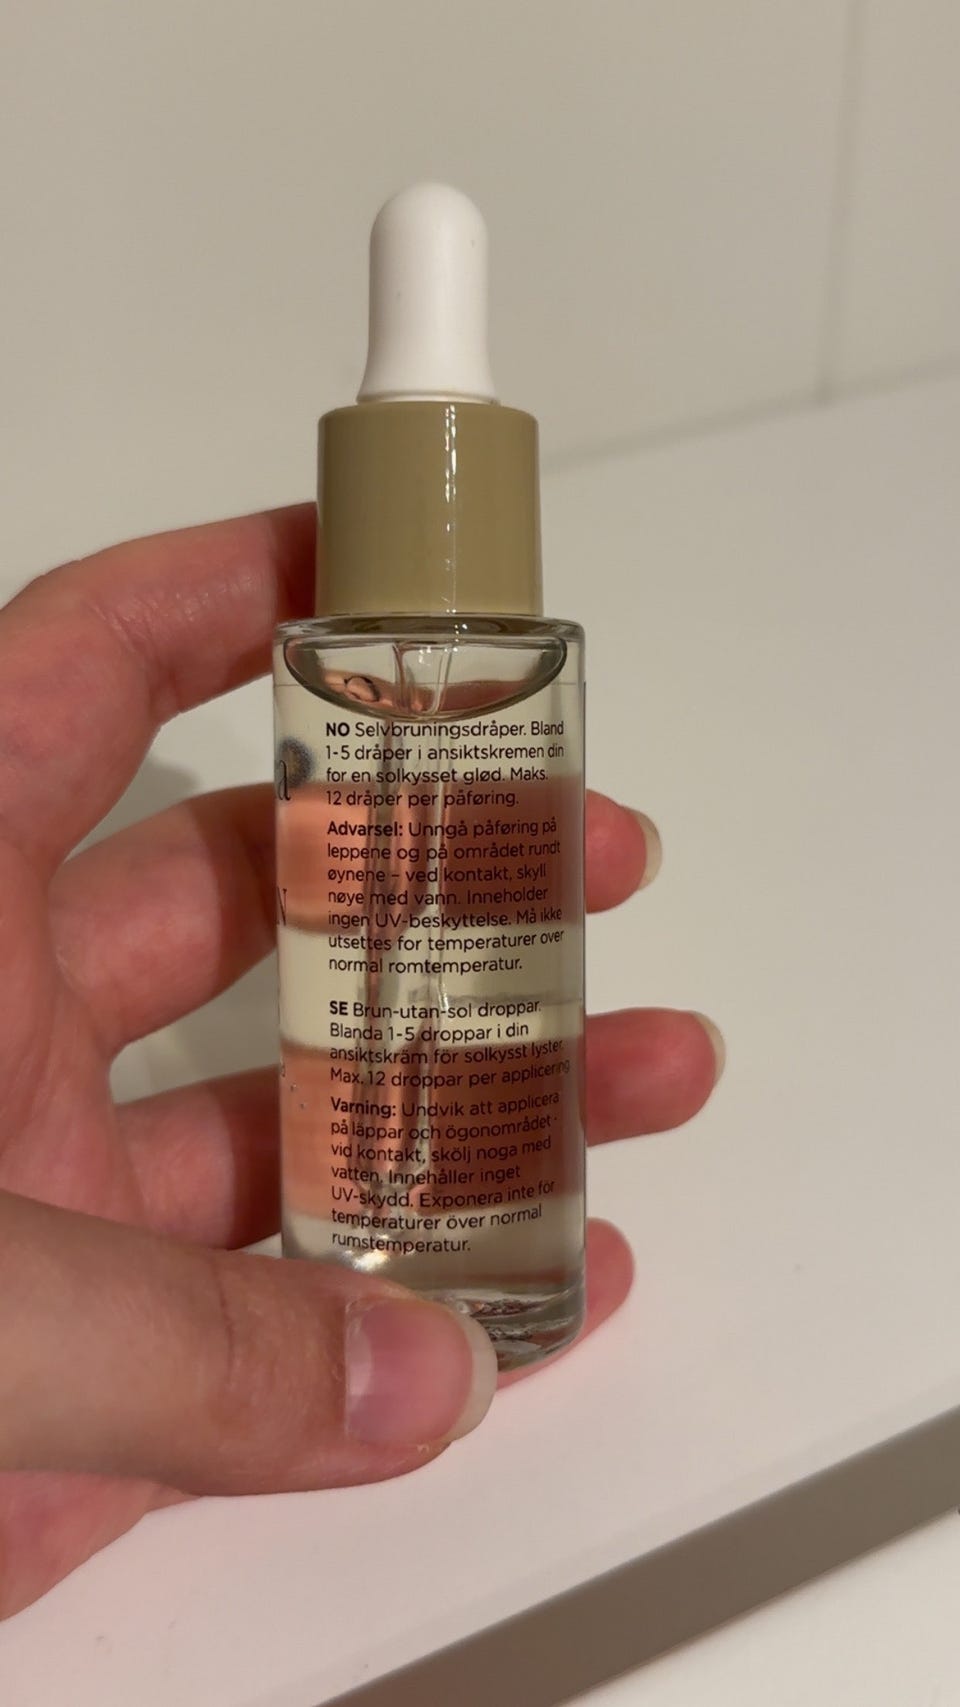 NO Selvbruningsdråper. Bland
1-5 dråper i ansiktskremen din
for en solkysset glød. Maks.
12 dråper per påføring.
Advarsel: Unngå påføring på
leppene og på området rundt
øynene – ved kontakt, skyll
nøye med vann. Inneholder
ingen UV-beskyttelse. Må ikke
utsettes for temperaturer over
normal romtemperatur.
SE Brun-utan-sol droppar.
Blanda 1-5 droppar i din
ansiktskräm för solkysst lyster.
Max. 12 droppar per applicering
Varning: Undvik att applicera
på läppar och ögonområdet -
vid kontakt, skölj noga med
vatten. Innehåller inget
UV-skydd. Exponera inte för
temperaturer över normal
rumstemperatur.